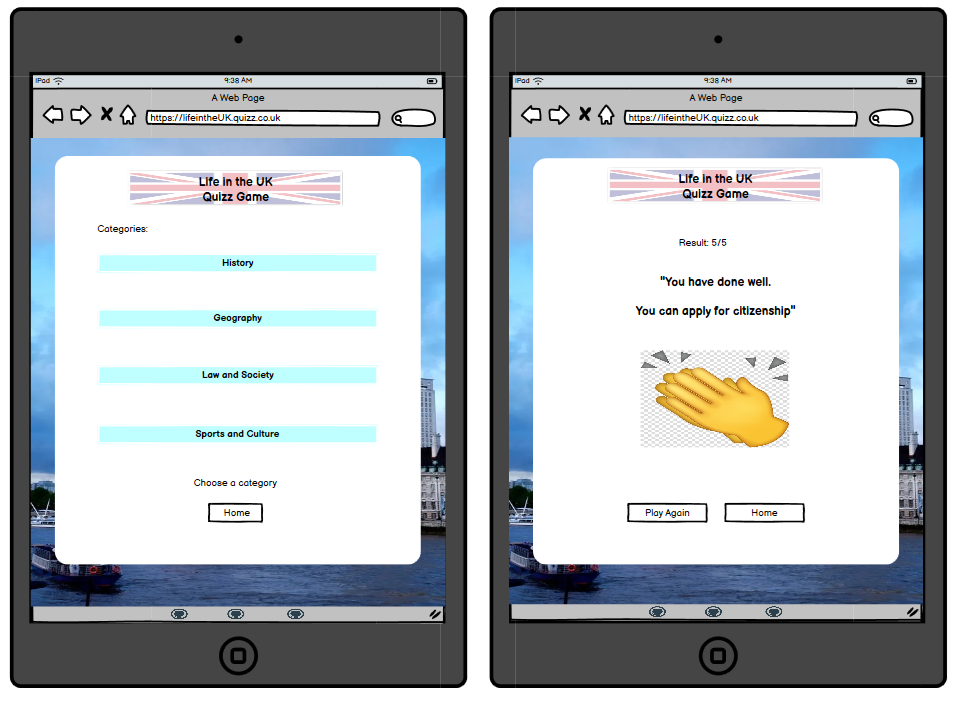 IPad
9:38 AM
A Web Page
https://lifeintheUK.quizz.co.uk
Life in the UK
Quizz Game
Categories:
History
Geography
Law and Society
Sports and Culture
Choose a category
Home
IPad
9:38 AM
A Web Page
https://lifeintheUK.quizz.co.uk
Life in the UK
Quizz Game
Result: 5/5
"You have done well.
You can apply for citizenship"
Play Again
Home